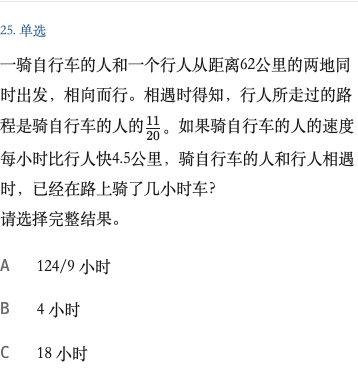 25. 单选
一骑自行车的人和一个行人从距离62公里的两地同
时出发，相向而行。相遇时得知，行人所走过的路
程是骑自行车的人的11/20。如果骑自行车的人的速度
每小时比行人快4.5公里，骑自行车的人和行人相遇
时，已经在路上骑了几小时车?
请选择完整结果。
A 124/9 小时
B 4 小时
C 18 小时